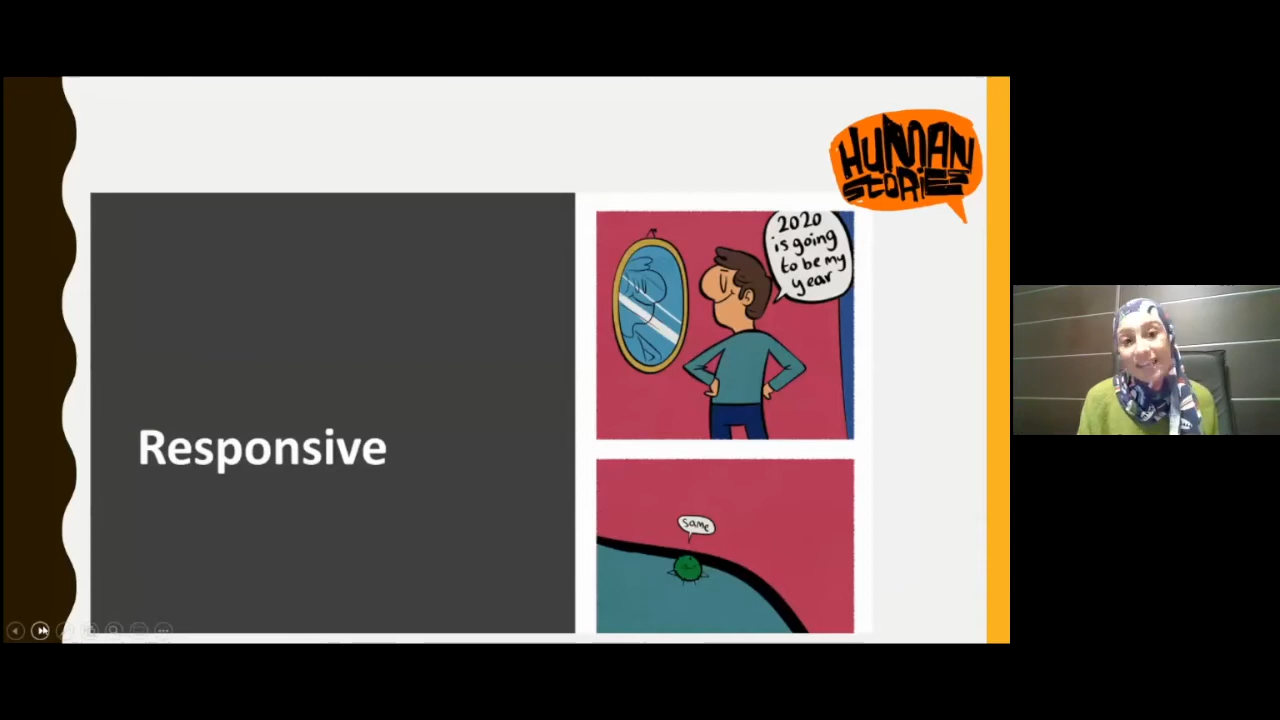 HUMAN
STORIES
2020
is going
to be my
year
Responsive
same